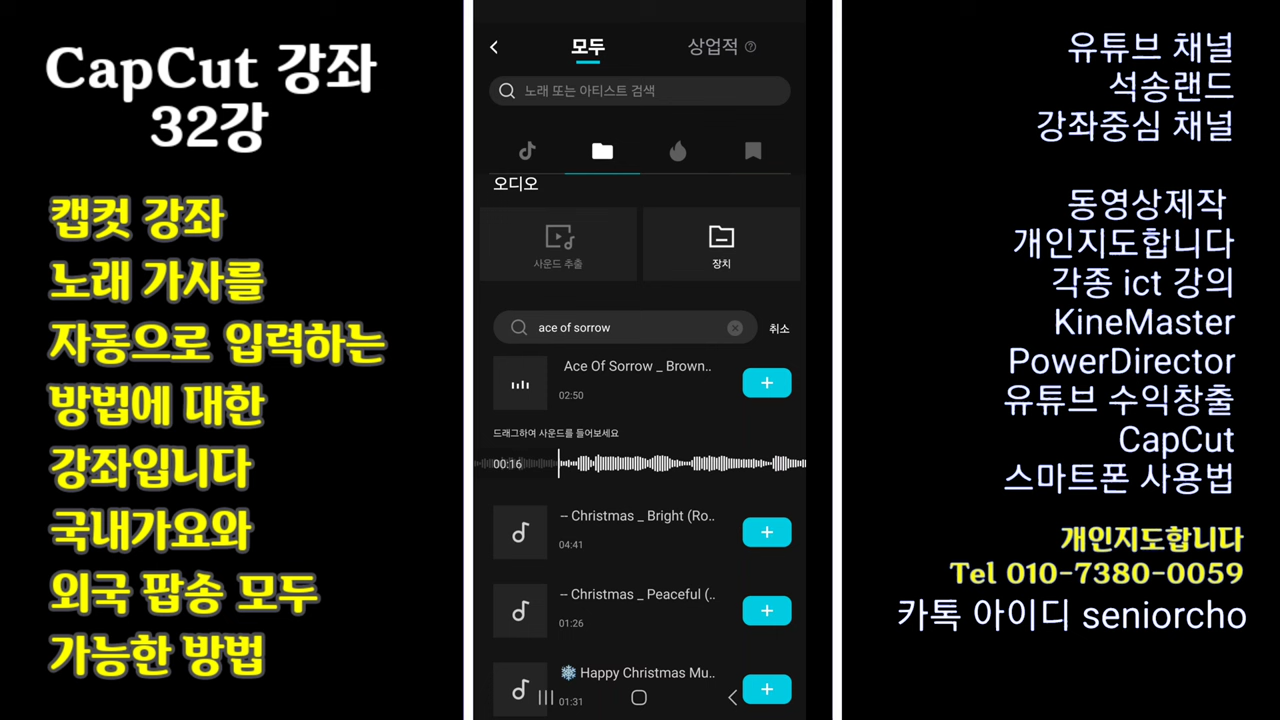 CapCut 강좌
32강
캡컷 강좌
노래 가사를
자동으로 입력하는
방법에 대한
강좌입니다
국내가요와
외국 팝송 모두
가능한 방법
모두
상업적
노래 또는 아티스트 검색
오디오
사운드 추출
장치
ace of sorrow
취소
Ace Of Sorrow _ Brown..
02:50
드래그하여 사운드를 들어보세요
00:16
-- Christmas _ Bright (Ro..
04:41
-- Christmas _ Peaceful (..
01:26
❄️ Happy Christmas Mu..
01:31
유튜브 채널
석송랜드
강좌중심 채널
동영상제작
개인지도합니다
각종 ict 강의
KineMaster
PowerDirector
유튜브 수익창출
CapCut
스마트폰 사용법
개인지도합니다
Tel 010-7380-0059
카톡 아이디 seniorcho